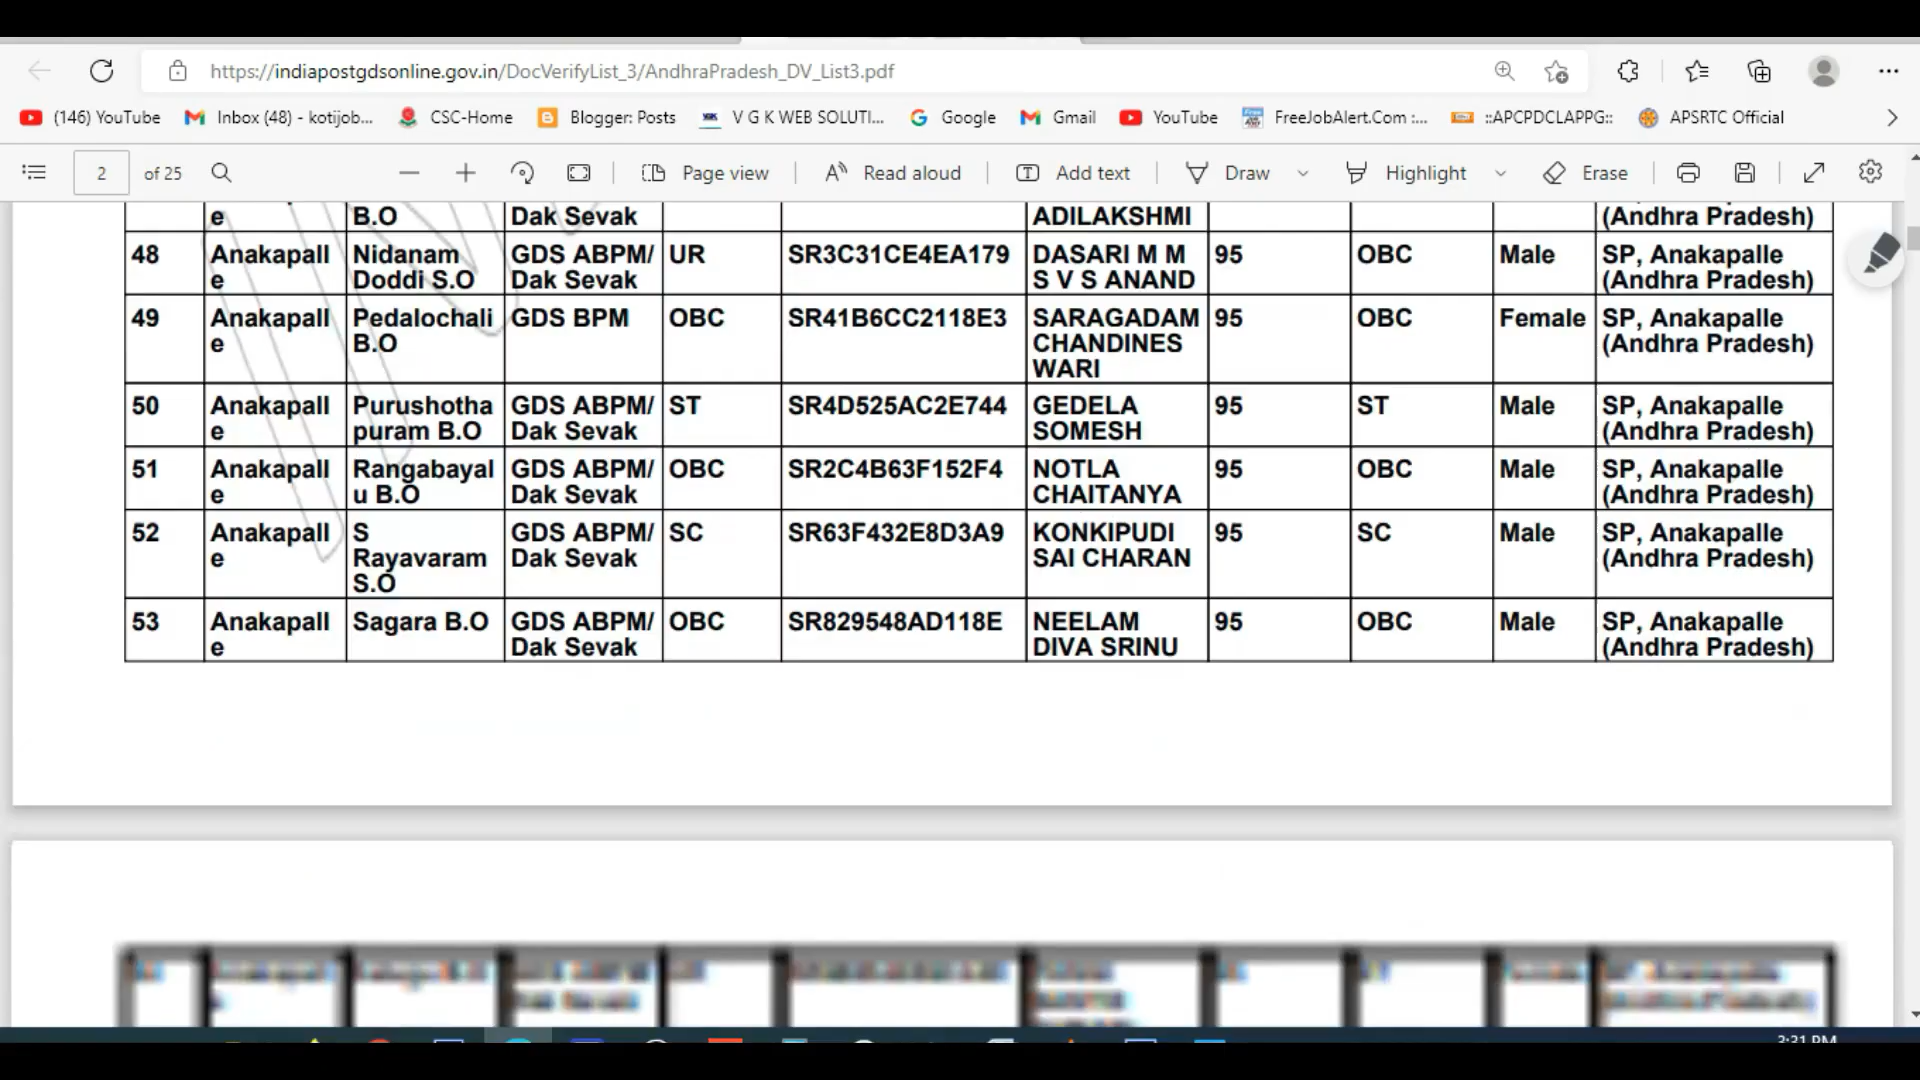 https://indiapostgdsonline.gov.in/DocVerifyList_3/AndhraPradesh_DV_List3.pdf
(146) YouTube Inbox (48) - kotijob... CSC-Home Blogger: Posts V G K WEB SOLUTI... Google Gmail YouTube FreeJobAlert.Com :... ::APCPDCLAPPG:: APSRTC Official
2 of 25 Page view Read aloud Add text Draw Highlight Erase
e B.O Dak Sevak ADILAKSHMI (Andhra Pradesh)
48 Anakapall Nidanam GDS ABPM/ UR SR3C31CE4EA179 DASARI M M 95 OBC Male SP, Anakapalle
e Doddi S.O Dak Sevak S V S ANAND (Andhra Pradesh)
49 Anakapall Pedalochali GDS BPM OBC SR41B6CC2118E3 SARAGADAM 95 OBC Female SP, Anakapalle
e B.O CHANDINES (Andhra Pradesh)
WARI
50 Anakapall Purushotha GDS ABPM/ ST SR4D525AC2E744 GEDELA 95 ST Male SP, Anakapalle
e puram B.O Dak Sevak SOMESH (Andhra Pradesh)
51 Anakapall Rangabayal GDS ABPM/ OBC SR2C4B63F152F4 NOTLA 95 OBC Male SP, Anakapalle
e u B.O Dak Sevak CHAITANYA (Andhra Pradesh)
52 Anakapall S GDS ABPM/ SC SR63F432E8D3A9 KONKIPUDI 95 SC Male SP, Anakapalle
e Rayavaram Dak Sevak SAI CHARAN (Andhra Pradesh)
S.O
53 Anakapall Sagara B.O GDS ABPM/ OBC SR829548AD118E NEELAM 95 OBC Male SP, Anakapalle
e Dak Sevak DIVA SRINU (Andhra Pradesh)
3:31 PM